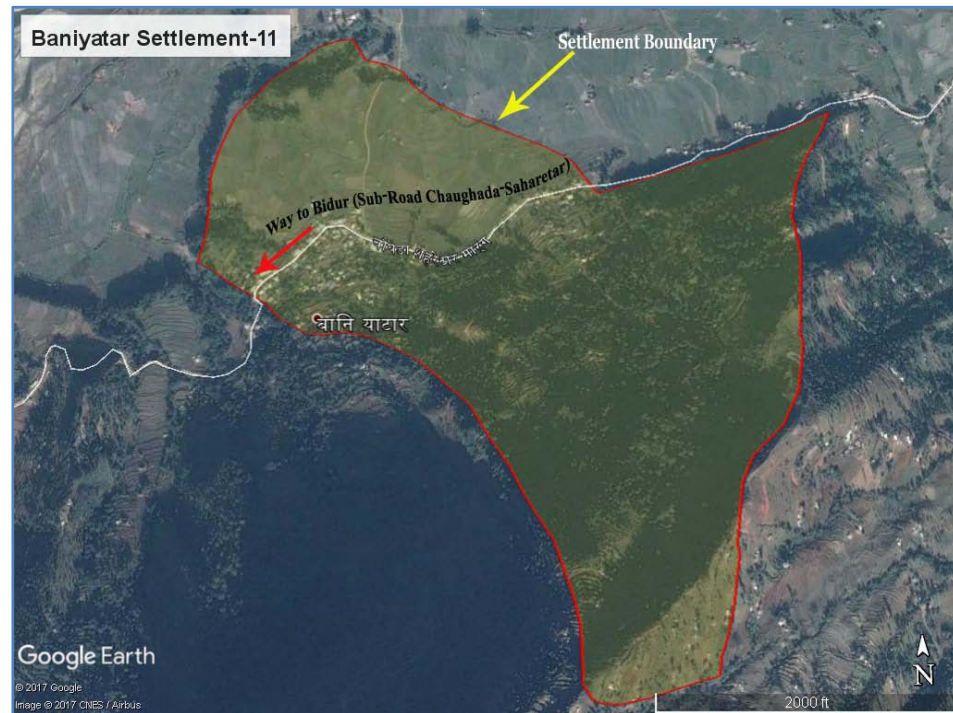 Baniyatar Settlement-11
Settlement Boundary
Way to Bidur (Sub-Road Chaughada-Saharetar)
वानि याटार
Google Earth
N
© 2017 Google
Image © 2017 CNES / Airbus
2000 ft